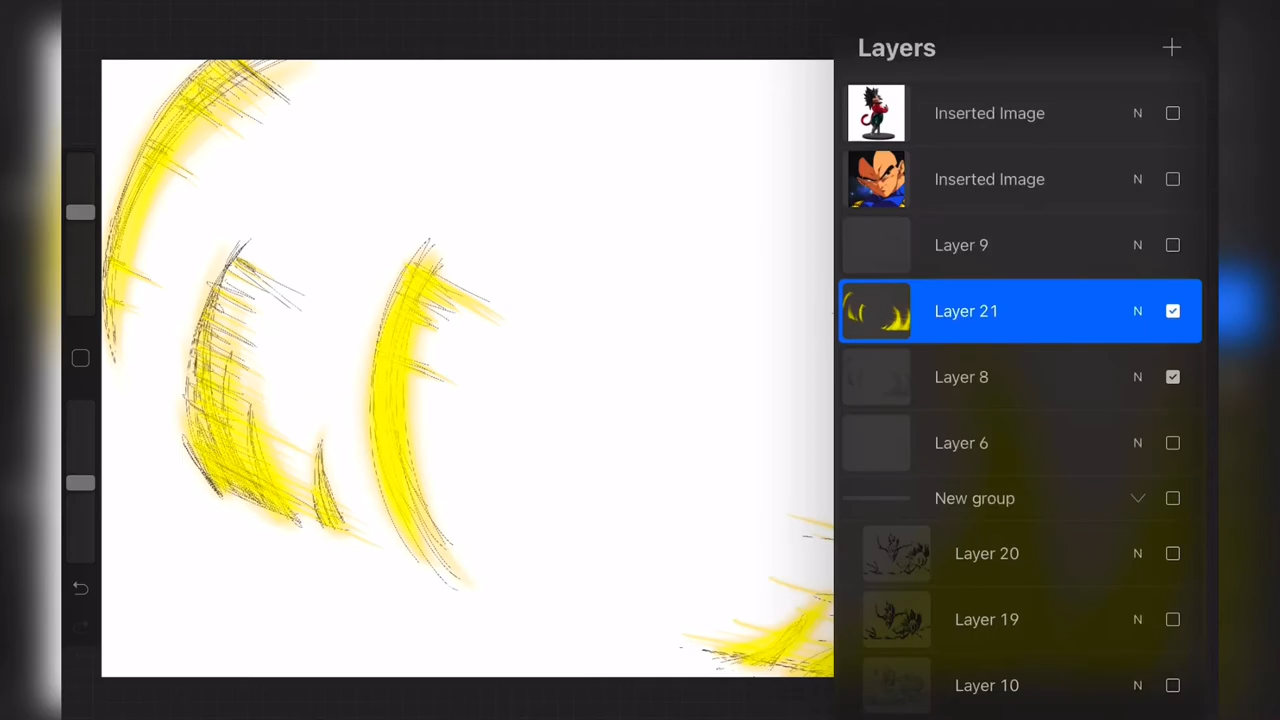 Layers
Inserted Image N
Inserted Image N
Layer 9 N
Layer 21 N
Layer 8 N
Layer 6 N
New group
Layer 20 N
Layer 19 N
Layer 10 N